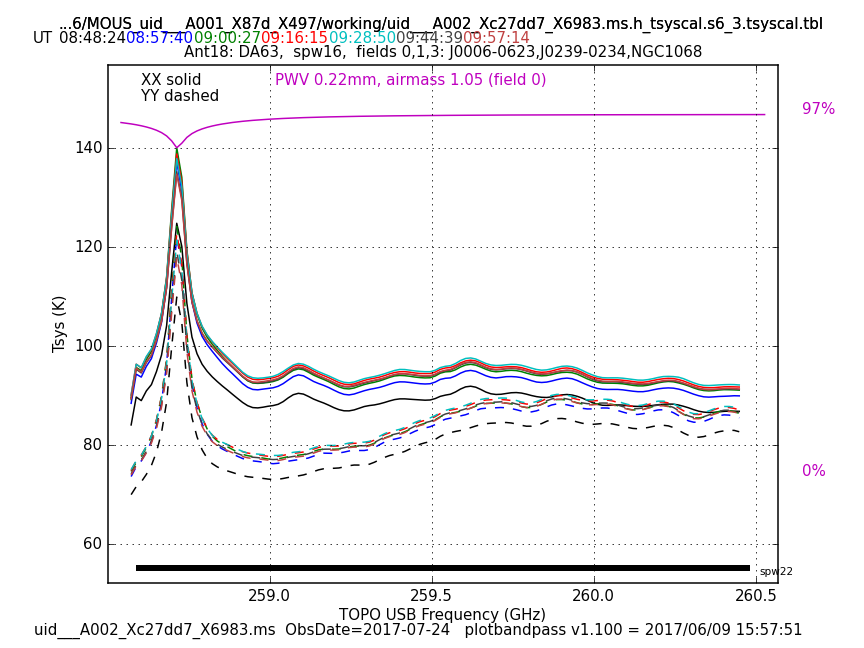 ...6/MOUS_uid___A001_X87d_X497/working/uid___A002_Xc27dd7_X6983.ms.h_tsyscal.s6_3.tsyscal.tbl
UT 08:48:24 08:57:40 09:00:27 09:16:15 09:28:50 09:44:39 09:57:14
Ant18: DA63,  spw16,  fields 0,1,3: J0006-0623,J0239-0234,NGC1068
XX solid
PWV 0.22mm, airmass 1.05 (field 0)
YY dashed
97%
140
120
Tsys (K)
100
80
0%
60
spw22
259.0 259.5 260.0 260.5
TOPO USB Frequency (GHz)
uid___A002_Xc27dd7_X6983.ms  ObsDate=2017-07-24   plotbandpass v1.100 = 2017/06/09 15:57:51